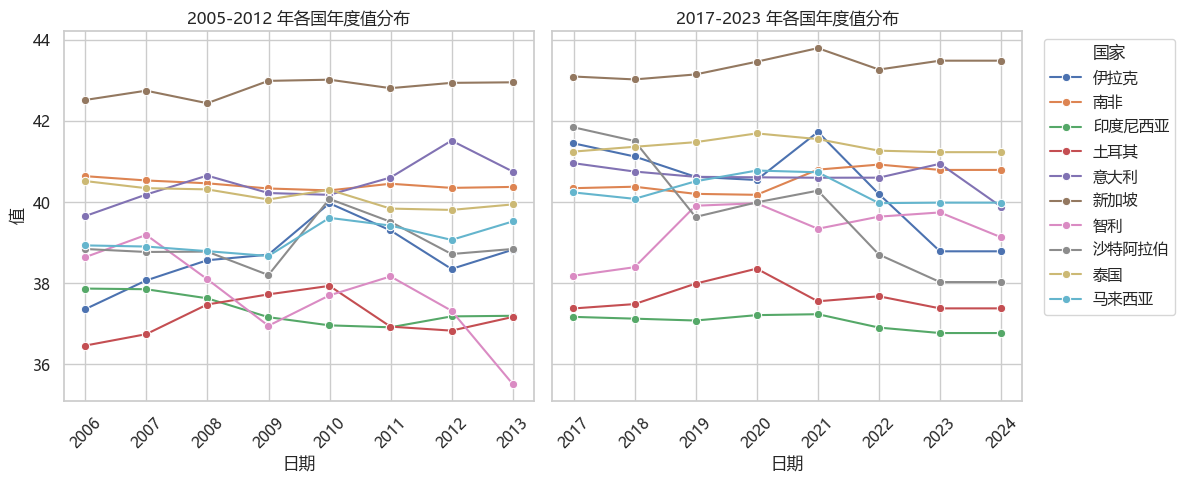 2005-2012 年各国年度值分布
2017-2023 年各国年度值分布
44
42
40
38
36
值
2006
2007
2008
2009
2010
2011
2012
2013
日期
2017
2018
2019
2020
2021
2022
2023
2024
日期
国家
伊拉克
南非
印度尼西亚
土耳其
意大利
新加坡
智利
沙特阿拉伯
泰国
马来西亚